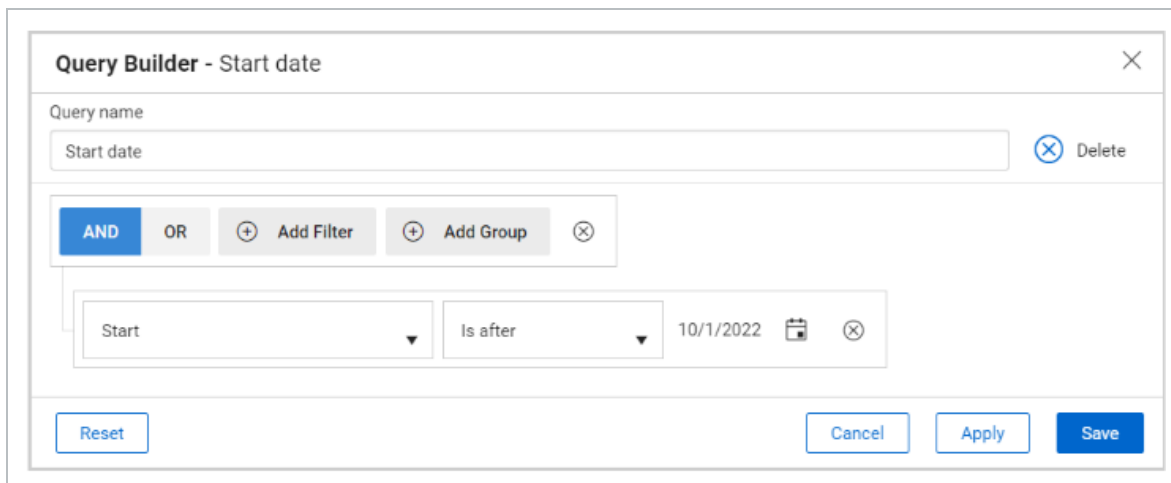 Query Builder - Start date
Query name
Start date
Delete
AND OR Add Filter Add Group
Start Is after 10/1/2022
Reset Cancel Apply Save